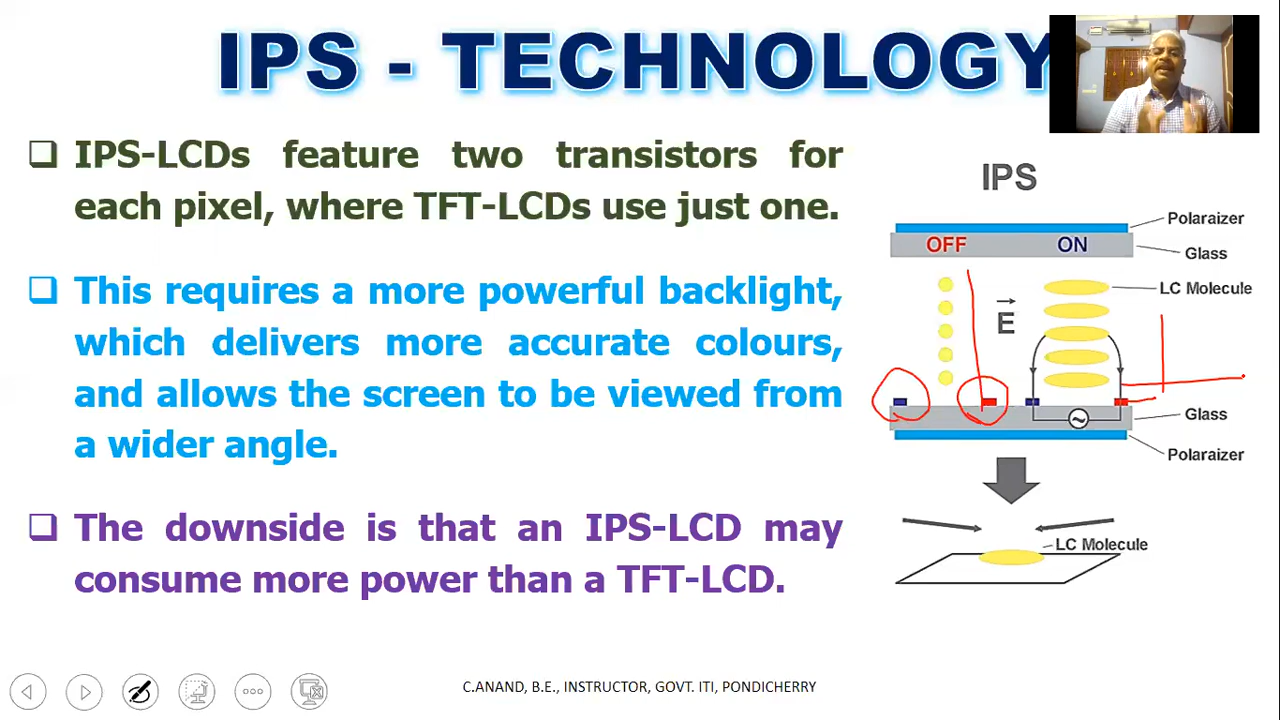 IPS - TECHNOLOGY
IPS-LCDs feature two transistors for
each pixel, where TFT-LCDs use just one.
This requires a more powerful backlight,
which delivers more accurate colours,
and allows the screen to be viewed from
a wider angle.
The downside is that an IPS-LCD may
consume more power than a TFT-LCD.
IPS
Polaraizer
OFF ON
Glass
LC Molecule
E
Glass
Polaraizer
LC Molecule
C.ANAND, B.E., INSTRUCTOR, GOVT. ITI, PONDICHERRY